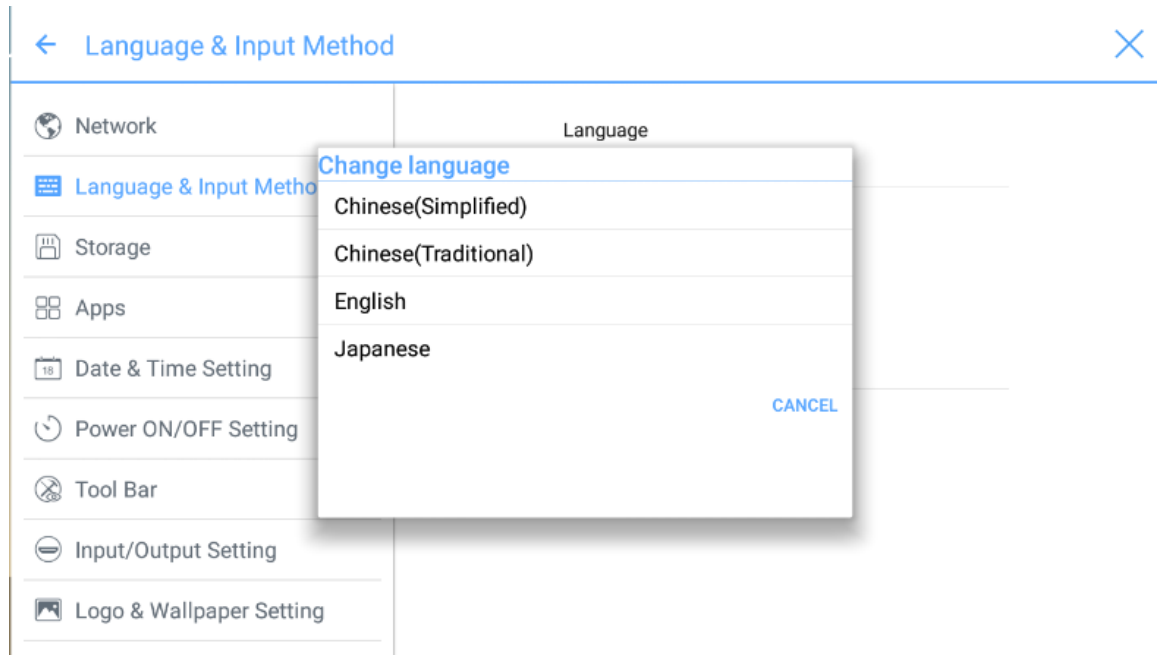 Language & Input Method
Network
Language & Input Metho
Storage
Apps
18
Date & Time Setting
Power ON/OFF Setting
Tool Bar
Input/Output Setting
Logo & Wallpaper Setting
Language
Change language
Chinese(Simplified)
Chinese(Traditional)
English
Japanese
CANCEL